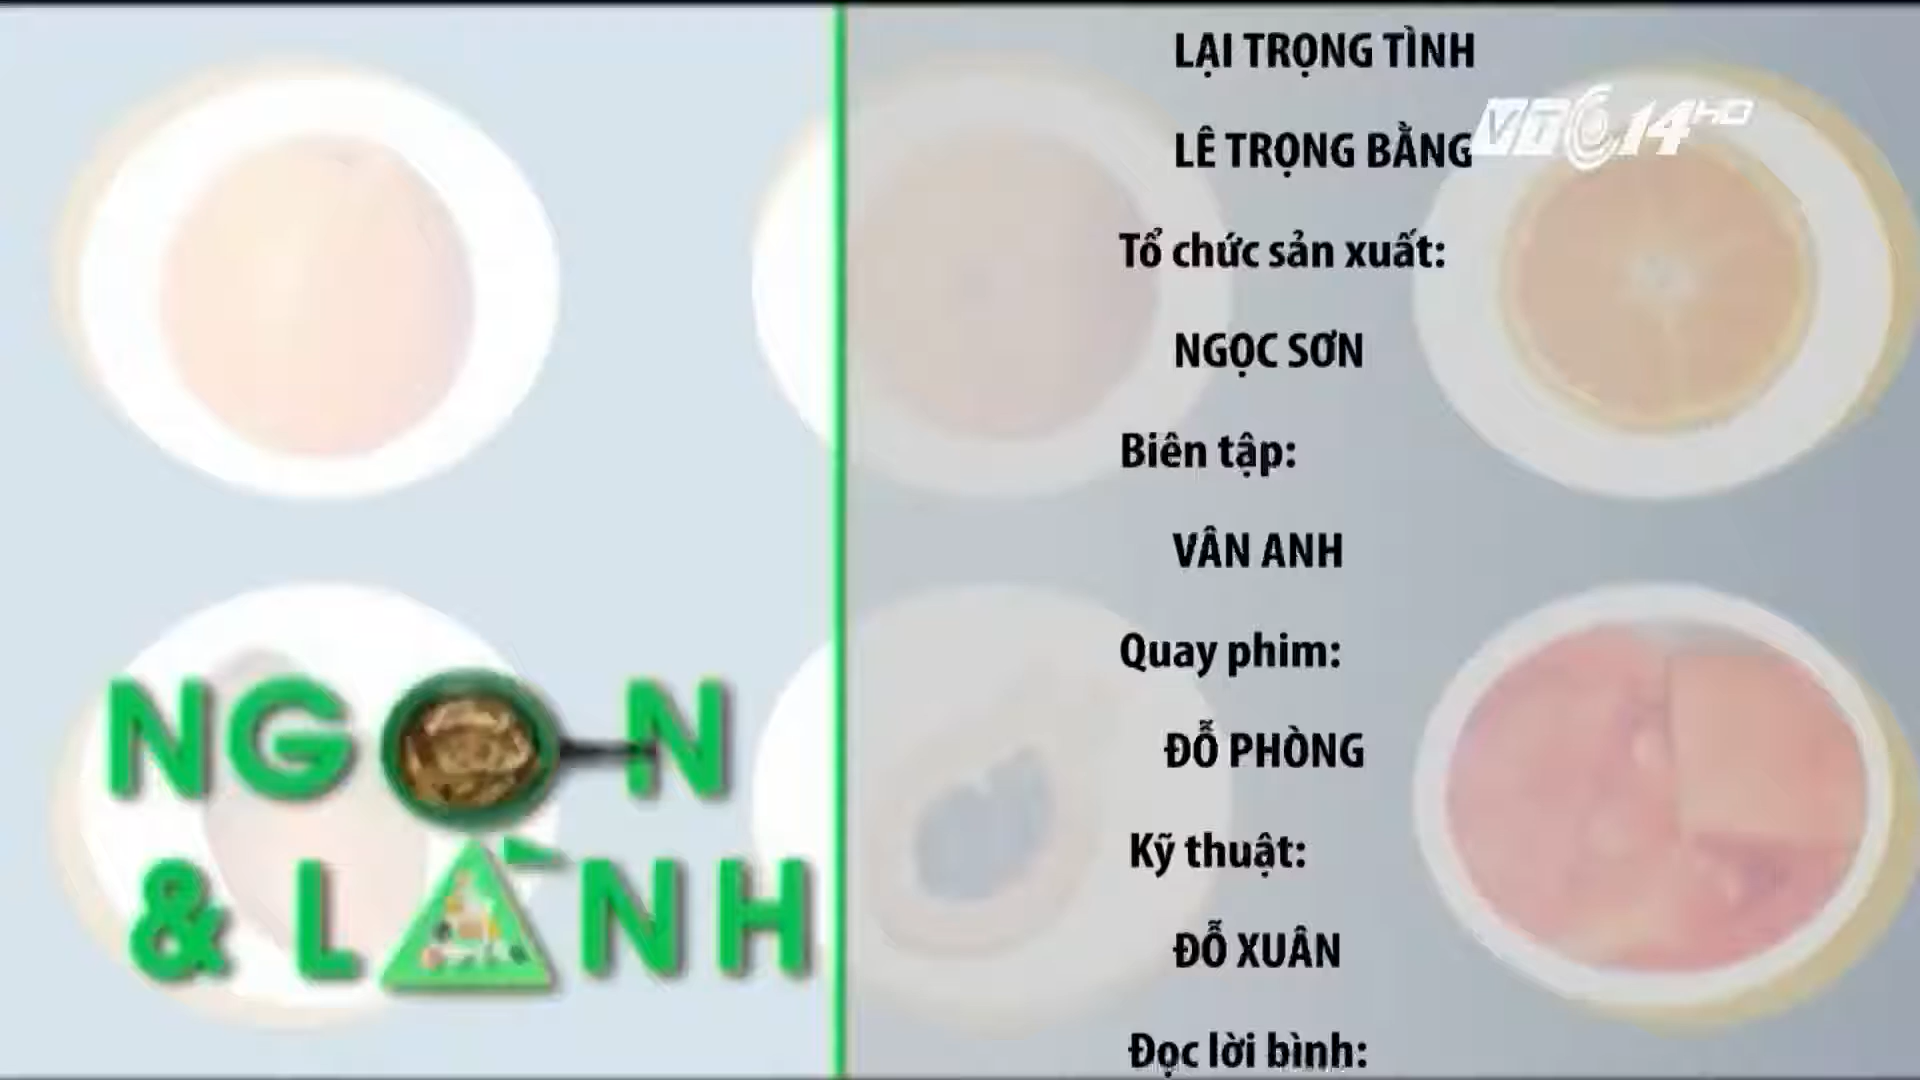 LẠI TRỌNG TÌNH
LÊ TRỌNG BẰNG
VTC14 HD
Tổ chức sản xuất:
NGỌC SƠN
Biên tập:
VÂN ANH
Quay phim:
ĐỖ PHÒNG
Kỹ thuật:
ĐỖ XUÂN
Đọc lời bình:
NGON
& LÀNH